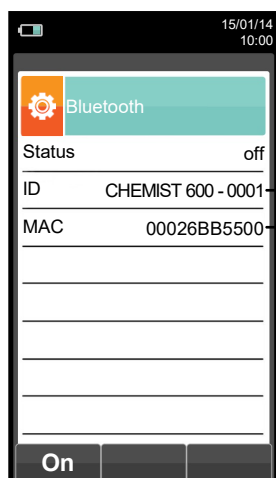 15/01/14
10:00
Bluetooth
Status off
ID CHEMIST 600 - 0001
MAC 00026BB5500
On